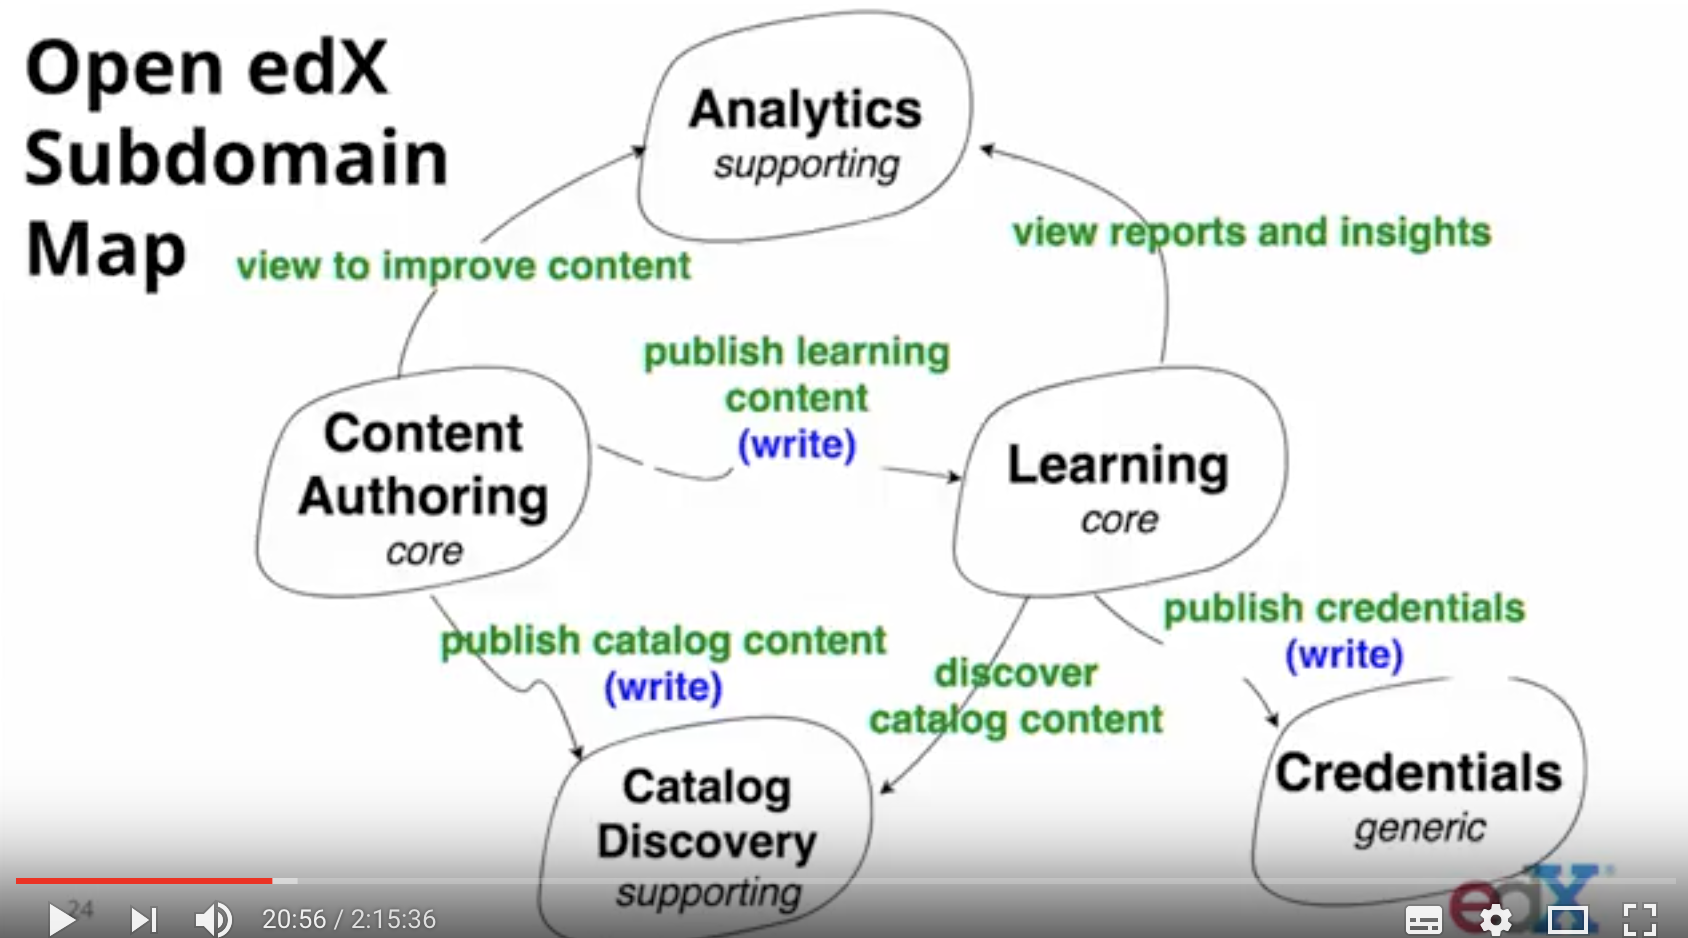 Open edX
Subdomain
Map
Analytics
supporting
view to improve content
view reports and insights
publish learning
content
(write)
Content
Authoring
core
Learning
core
publish catalog content
(write)
discover
catalog content
publish credentials
(write)
Catalog
Discovery
supporting
Credentials
generic
24
20:56 / 2:15:36
edX